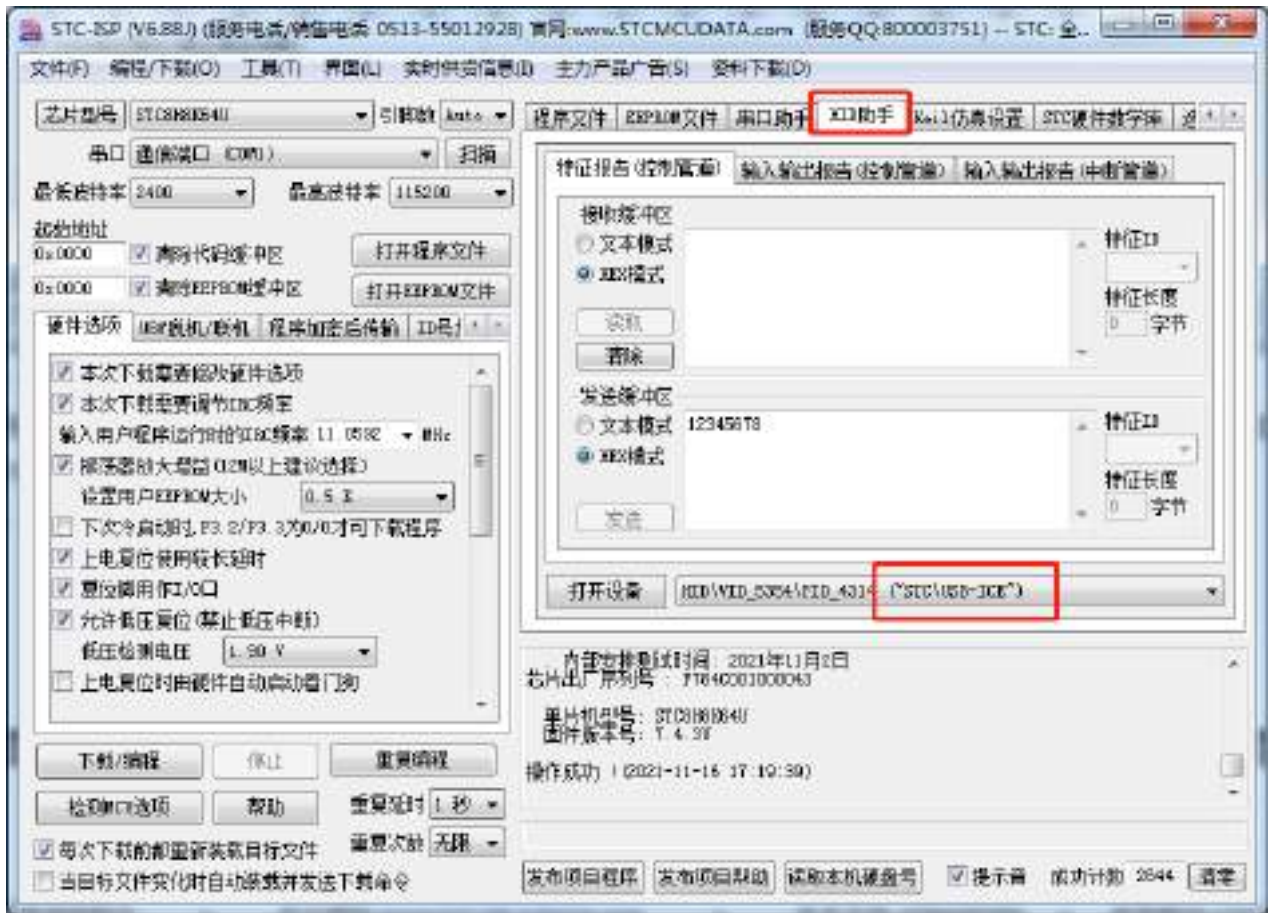 STC-ISP (V6.88J) (服务电话/销售电话 0513-55012928) 官网:www.STCMCUDATA.com (服务QQ:800003751) -- STC: 全..
文件(F) 编程/下载(O) 工具(T) 界面(L) 实时供货信息(I) 主力产品广告(S) 资料下载(D)
芯片型号 STC8H8K64U 引脚数 Auto
串口 通信端口 (COM1) 扫描
最低波特率 2400 最高波特率 115200
起始地址
0x0000 清除代码缓冲区 打开程序文件
0x0000 清除EEPROM缓冲区 打开EEPROM文件
硬件选项 程序加密后传输
本次下载需要修改硬件选项
本次下载需要调节IRC频率
输入用户程序运行时的IRC频率 11.0592 MHz
振荡器放大增益(12M以上建议选择)
设置用户EEPROM大小 0.5 K
下次冷启动时,P3.2/P3.3为0/0才可下载程序
上电复位使用较长延时
复位脚用作I/O口
允许低压复位(禁止低压中断)
低压检测电压 1.90 V
上电复位时由硬件自动启动看门狗
下载/编程 停止 重复编程
检测MCU选项 帮助 重复延时 1 秒
重复次数 无限
每次下载前都重新装载目标文件
当目标文件变化时自动装载并发送下载命令
程序文件 EEPROM文件 串口助手 HID助手 Keil仿真设置 STC硬件数学库
特征报告(控制管道) 输入输出报告(控制管道) 输入输出报告(中断管道)
接收缓冲区
文本模式 特征ID
HEX模式
特征长度
读取 0 字节
清除
发送缓冲区
文本模式 12345678 特征ID
HEX模式
特征长度
发送 0 字节
打开设备 HID\VID_5354\PID_4314 ("STC\USB-ICE")
内部安排测试时间: 2021年11月2日
芯片出厂序列号 :
单片机型号: STC8H8K64U
固件版本号:
操作成功 !(2021-11-16 17:19:39)
发布项目程序 发布项目帮助 读取本机硬盘号 提示音 成功计数 2644 清零